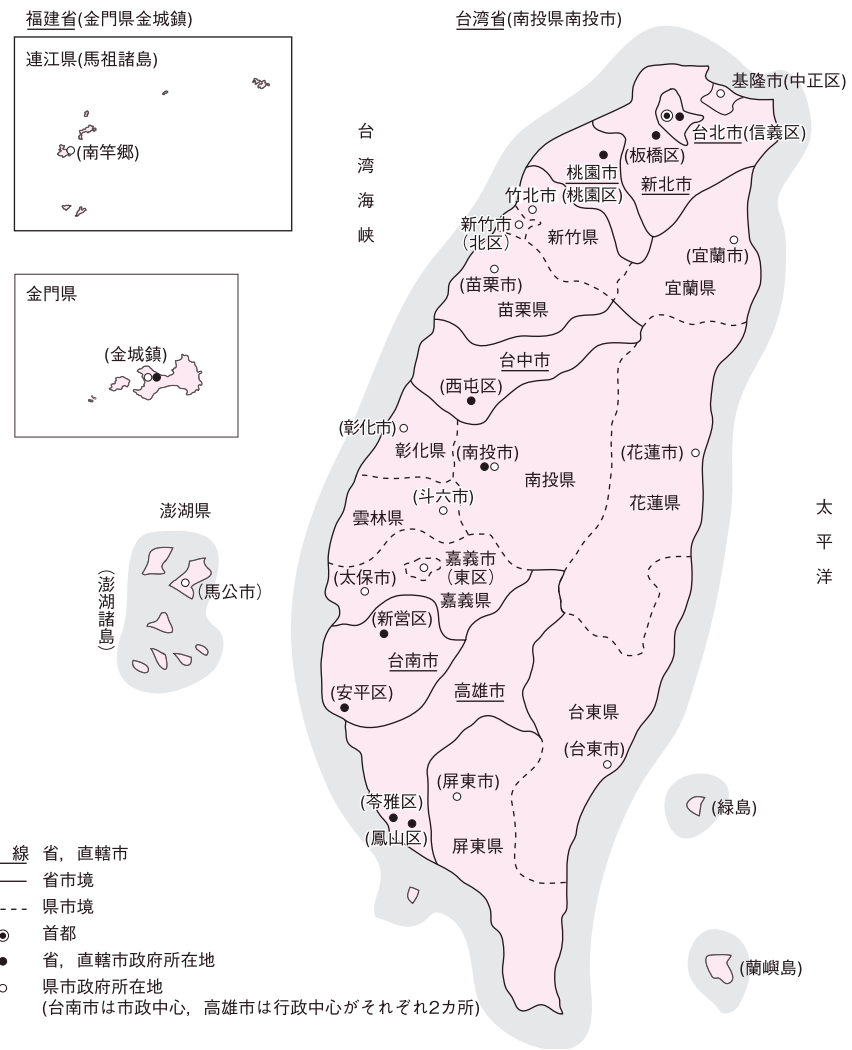 福建省(金門県金城鎮)
台湾省(南投県南投市)
連江県(馬祖諸島)
(南竿郷)
台湾海峡
基隆市(中正区)
台北市(信義区)
(板橋区)
桃園市
(桃園区)
新北市
竹北市
新竹市
(北区)
新竹県
(宜蘭市)
宜蘭県
(苗栗市)
苗栗県
金門県
(金城鎮)
台中市
(西屯区)
(彰化市)
彰化県
(南投市)
南投県
(花蓮市)
花蓮県
(斗六市)
雲林県
太平洋
澎湖県
(澎湖諸島)
(馬公市)
嘉義市
(東区)
(太保市)
嘉義県
(新営区)
台南市
(安平区)
高雄市
台東県
(台東市)
(屏東市)
屏東県
(苓雅区)
(鳳山区)
(緑島)
(蘭嶼島)
線 省，直轄市
省市境
県市境
首都
省，直轄市政府所在地
県市政府所在地
(台南市は市政中心，高雄市は行政中心がそれぞれ2カ所)